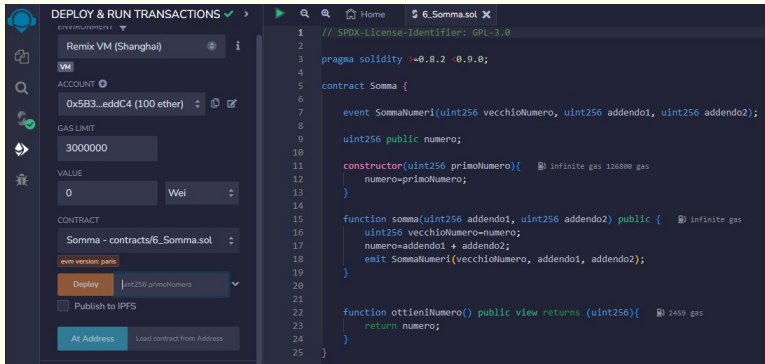 DEPLOY & RUN TRANSACTIONS
ENVIRONMENT
Remix VM (Shanghai)
VM
ACCOUNT
0x5B3...eddC4 (100 ether)
GAS LIMIT
3000000
VALUE
0 Wei
CONTRACT
Somma - contracts/6_Somma.sol
evm version: paris
Deploy uint256 primoNumero
Publish to IPFS
At Address Load contract from Address
Home 6_Somma.sol
1 // SPDX-License-Identifier: GPL-3.0
2
3 pragma solidity >=0.8.2 <0.9.0;
4
5 contract Somma {
6
7 event SommaNumeri(uint256 vecchioNumero, uint256 addendo1, uint256 addendo2);
8
9 uint256 public numero;
10
11 constructor(uint256 primoNumero){ infinite gas 126800 gas
12 numero=primoNumero;
13 }
14
15 function somma(uint256 addendo1, uint256 addendo2) public { infinite gas
16 uint256 vecchioNumero=numero;
17 numero=addendo1 + addendo2;
18 emit SommaNumeri(vecchioNumero, addendo1, addendo2);
19 }
20
21
22 function ottieniNumero() public view returns (uint256){ 2459 gas
23 return numero;
24 }
25 }